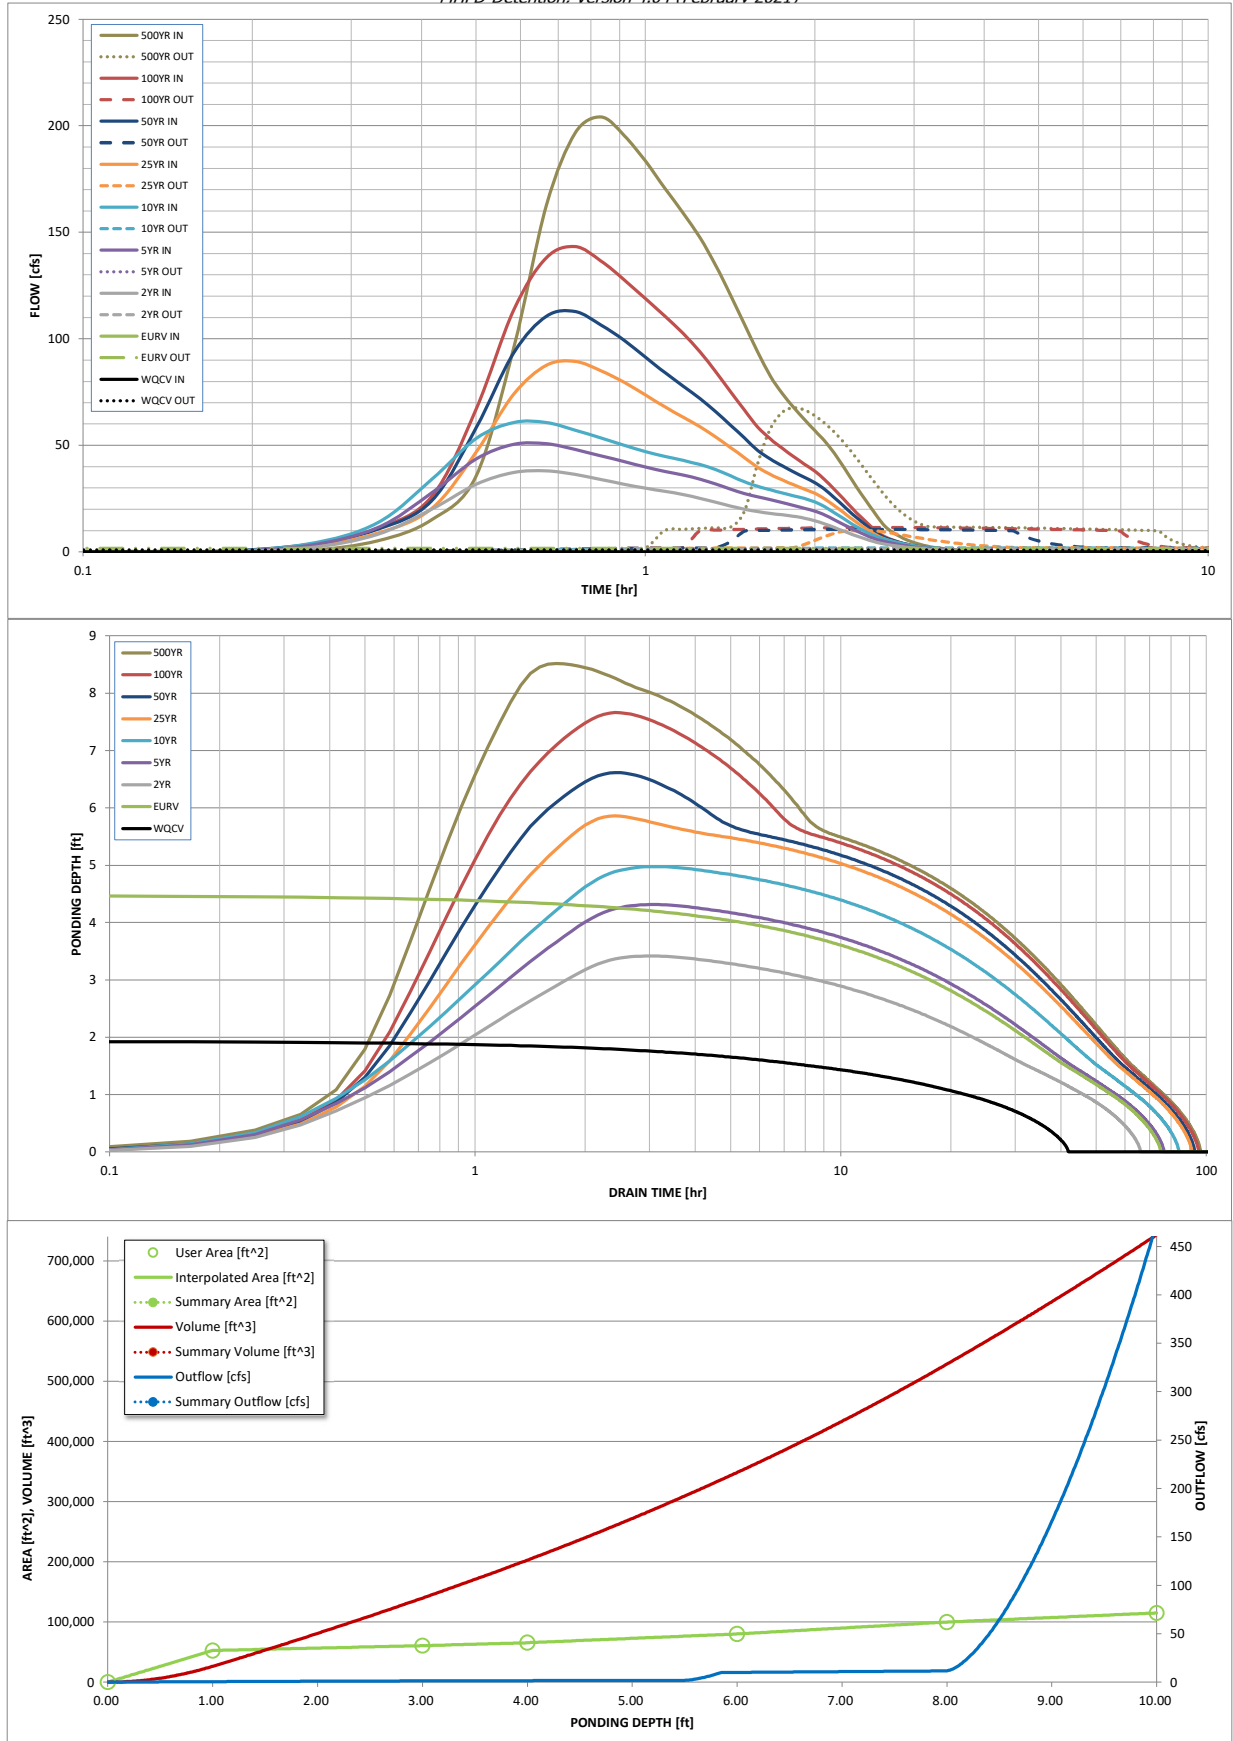 MHFD-Detention, Version 4.04 (February 2021)
250
200
150
100
50
0
FLOW [cfs]
500YR IN
500YR OUT
100YR IN
100YR OUT
50YR IN
50YR OUT
25YR IN
25YR OUT
10YR IN
10YR OUT
5YR IN
5YR OUT
2YR IN
2YR OUT
EURV IN
EURV OUT
WQCV IN
WQCV OUT
0.1 1 10
TIME [hr]
9
8
7
6
5
4
3
2
1
0
PONDING DEPTH [ft]
500YR
100YR
50YR
25YR
10YR
5YR
2YR
EURV
WQCV
0.1 1 10 100
DRAIN TIME [hr]
700,000
600,000
500,000
400,000
300,000
200,000
100,000
0
AREA [ft^2], VOLUME [ft^3]
User Area [ft^2]
Interpolated Area [ft^2]
Summary Area [ft^2]
Volume [ft^3]
Summary Volume [ft^3]
Outflow [cfs]
Summary Outflow [cfs]
450
400
350
300
250
200
150
100
50
0
OUTFLOW [cfs]
0.00 1.00 2.00 3.00 4.00 5.00 6.00 7.00 8.00 9.00 10.00
PONDING DEPTH [ft]